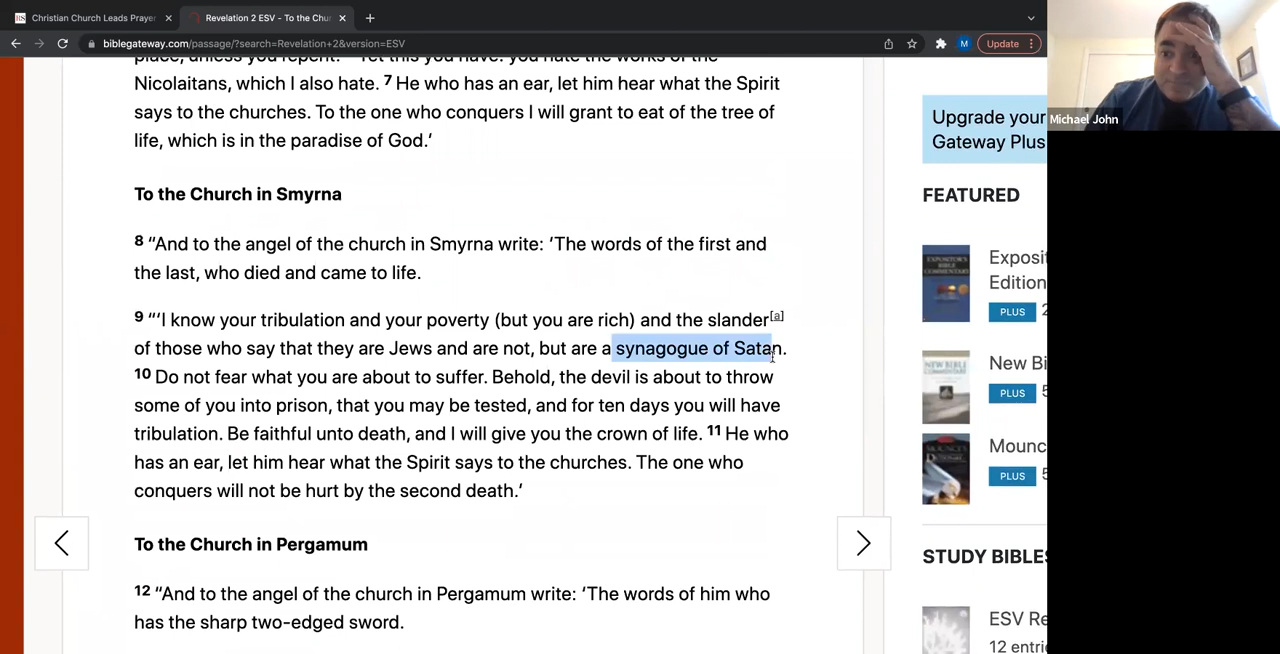 Christian Church Leads Prayer
Revelation 2 ESV - To the Chur
biblegateway.com/passage/?search=Revelation+2&version=ESV
M
Update
Michael John
Nicolaitans, which I also hate. 7 He who has an ear, let him hear what the Spirit
says to the churches. To the one who conquers I will grant to eat of the tree of
life, which is in the paradise of God.’
To the Church in Smyrna
8 “And to the angel of the church in Smyrna write: ‘The words of the first and
the last, who died and came to life.
9 “‘I know your tribulation and your poverty (but you are rich) and the slander[a]
of those who say that they are Jews and are not, but are a synagogue of Satan.
10 Do not fear what you are about to suffer. Behold, the devil is about to throw
some of you into prison, that you may be tested, and for ten days you will have
tribulation. Be faithful unto death, and I will give you the crown of life. 11 He who
has an ear, let him hear what the Spirit says to the churches. The one who
conquers will not be hurt by the second death.’
To the Church in Pergamum
12 “And to the angel of the church in Pergamum write: ‘The words of him who
has the sharp two-edged sword.
Upgrade your
Gateway Plus
FEATURED
Exposit
Edition
PLUS 2
New Bi
PLUS 5
Mounc
PLUS 5
STUDY BIBLES
ESV Re
12 entri